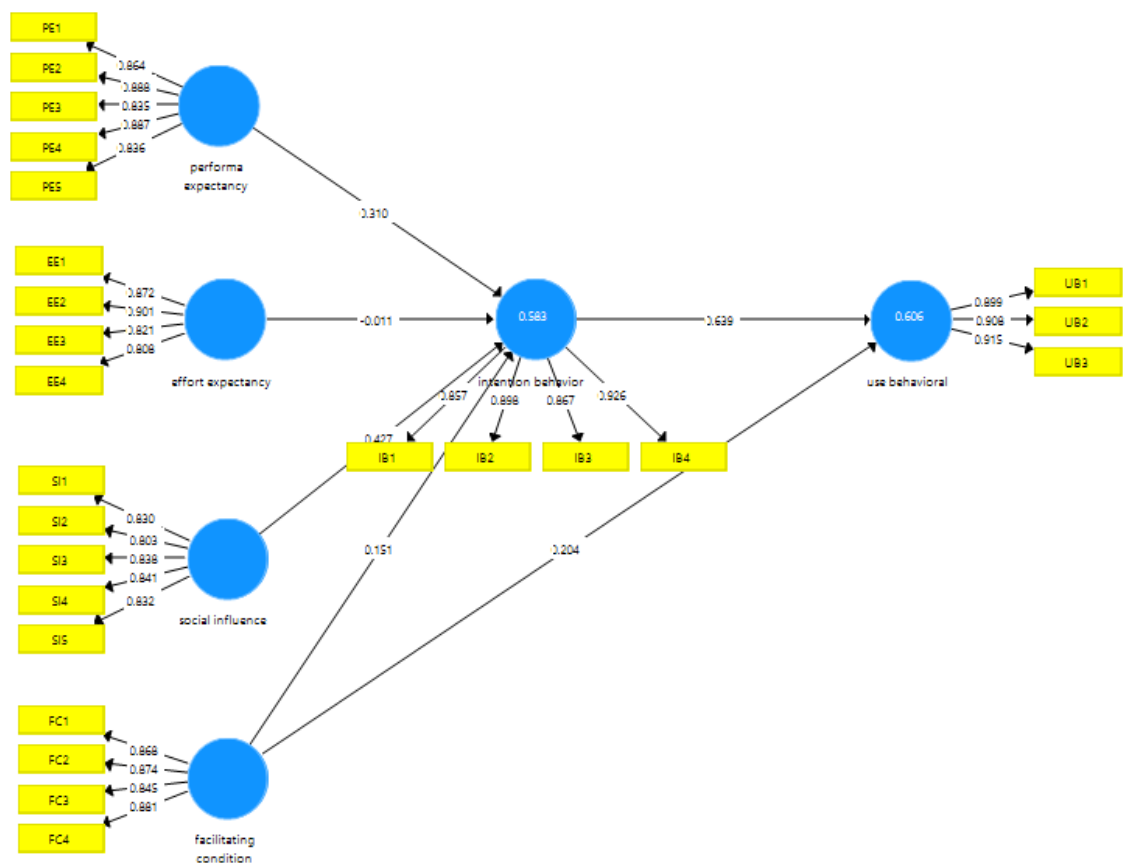 PE1
PE2
PE3
PE4
PE5
0.864
0.888
0.835
0.887
0.836
performa
expectancy
0.310
EE1
EE2
EE3
EE4
0.872
0.901
0.821
0.808
effort expectancy
-0.011
0.583
intention behavior
0.639
0.606
use behavioral
0.899
0.908
0.915
UB1
UB2
UB3
0.857
0.898
0.867
0.926
IB1
IB2
IB3
IB4
0.427
SI1
SI2
SI3
SI4
SI5
0.830
0.803
0.838
0.841
0.832
social influence
0.151
0.204
FC1
FC2
FC3
FC4
0.868
0.874
0.845
0.881
facilitating
condition